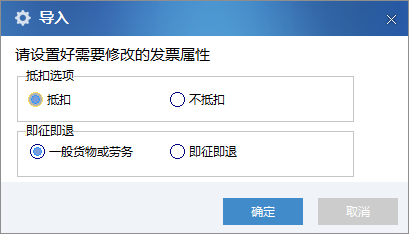 导入
请设置好需要修改的发票属性
抵扣选项
抵扣 不抵扣
即征即退
一般货物或劳务 即征即退
确定 取消